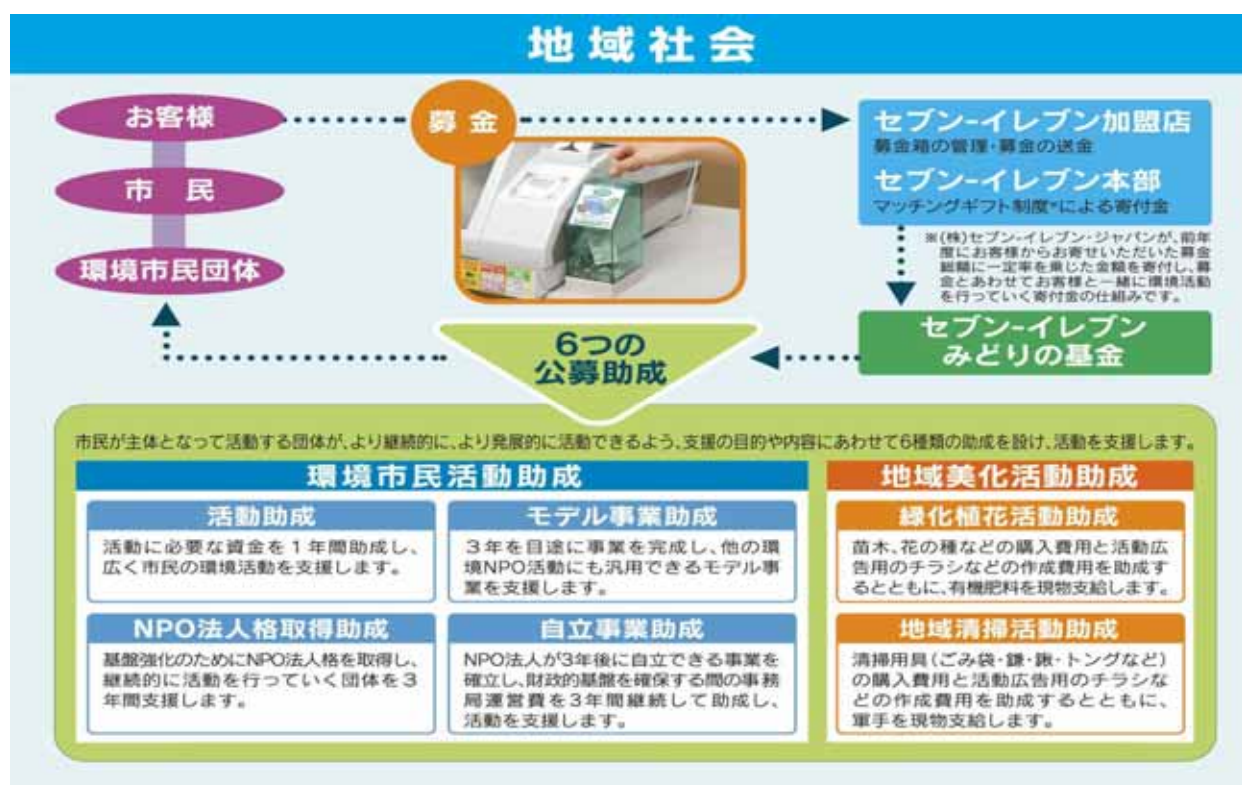 地域社会
お客様
市民
環境市民団体
募金
セブン-イレブン加盟店
募金箱の管理・募金の送金
セブン-イレブン本部
マッチングギフト制度*による寄付金
※(株)セブン-イレブン・ジャパンが、前年
度にお客様からお寄せいただいた募金
総額に一定率を乗じた金額を寄付し、募
金とあわせてお客様と一緒に環境活動
を行っていく寄付金の仕組みです。
セブン-イレブン
みどりの基金
6つの
公募助成
市民が主体となって活動する団体が、より継続的に、より発展的に活動できるよう、支援の目的や内容にあわせて6種類の助成を設け、活動を支援します。
環境市民活動助成
活動助成
活動に必要な資金を1年間助成し、
広く市民の環境活動を支援します。
モデル事業助成
3年を目途に事業を完成し、他の環
境NPO活動にも汎用できるモデル事
業を支援します。
NPO法人格取得助成
基盤強化のためにNPO法人格を取得し、
継続的に活動を行っていく団体を3
年間支援します。
自立事業助成
NPO法人が3年後に自立できる事業を
確立し、財政的基盤を確保する間の事務
局運営費を3年間継続して助成し、
活動を支援します。
地域美化活動助成
緑化植花活動助成
苗木、花の種などの購入費用と活動広
告用のチラシなどの作成費用を助成す
るとともに、有機肥料を現物支給します。
地域清掃活動助成
清掃用具(ごみ袋・鎌・鍬・トングなど)
の購入費用と活動広告用のチラシな
どの作成費用を助成するとともに、
軍手を現物支給します。